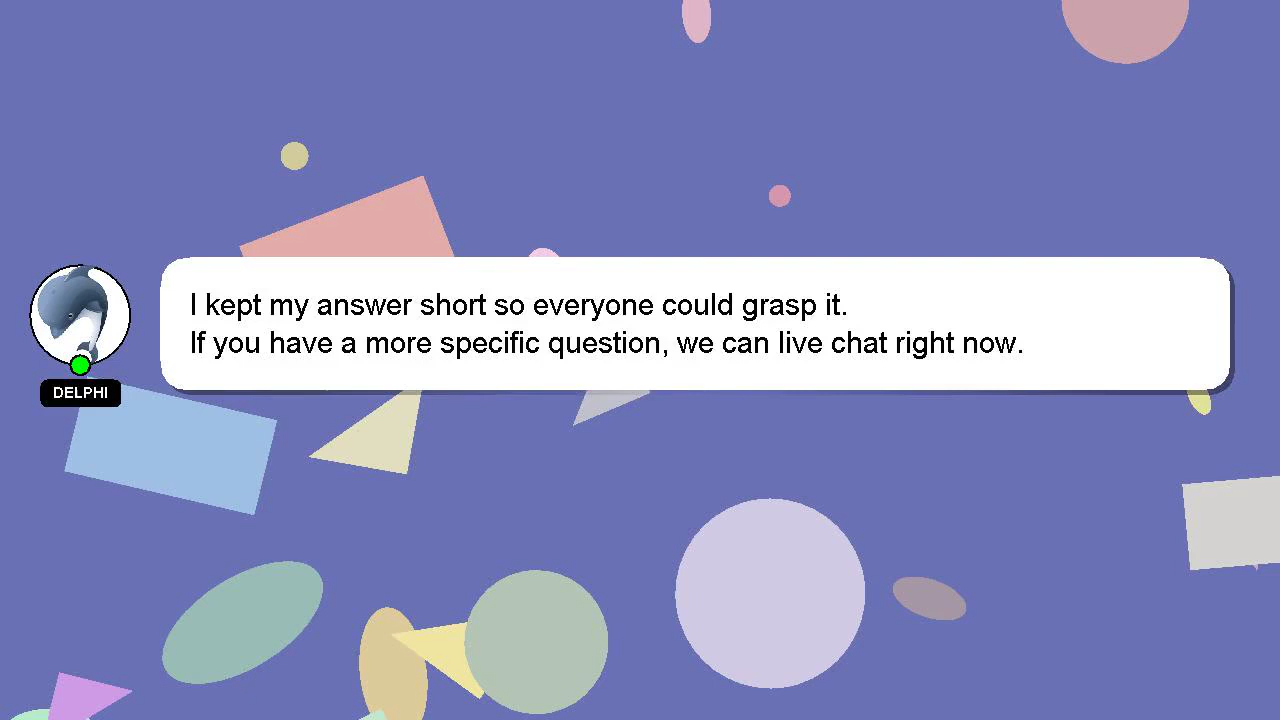 I kept my answer short so everyone could grasp it.
If you have a more specific question, we can live chat right now.
DELPHI